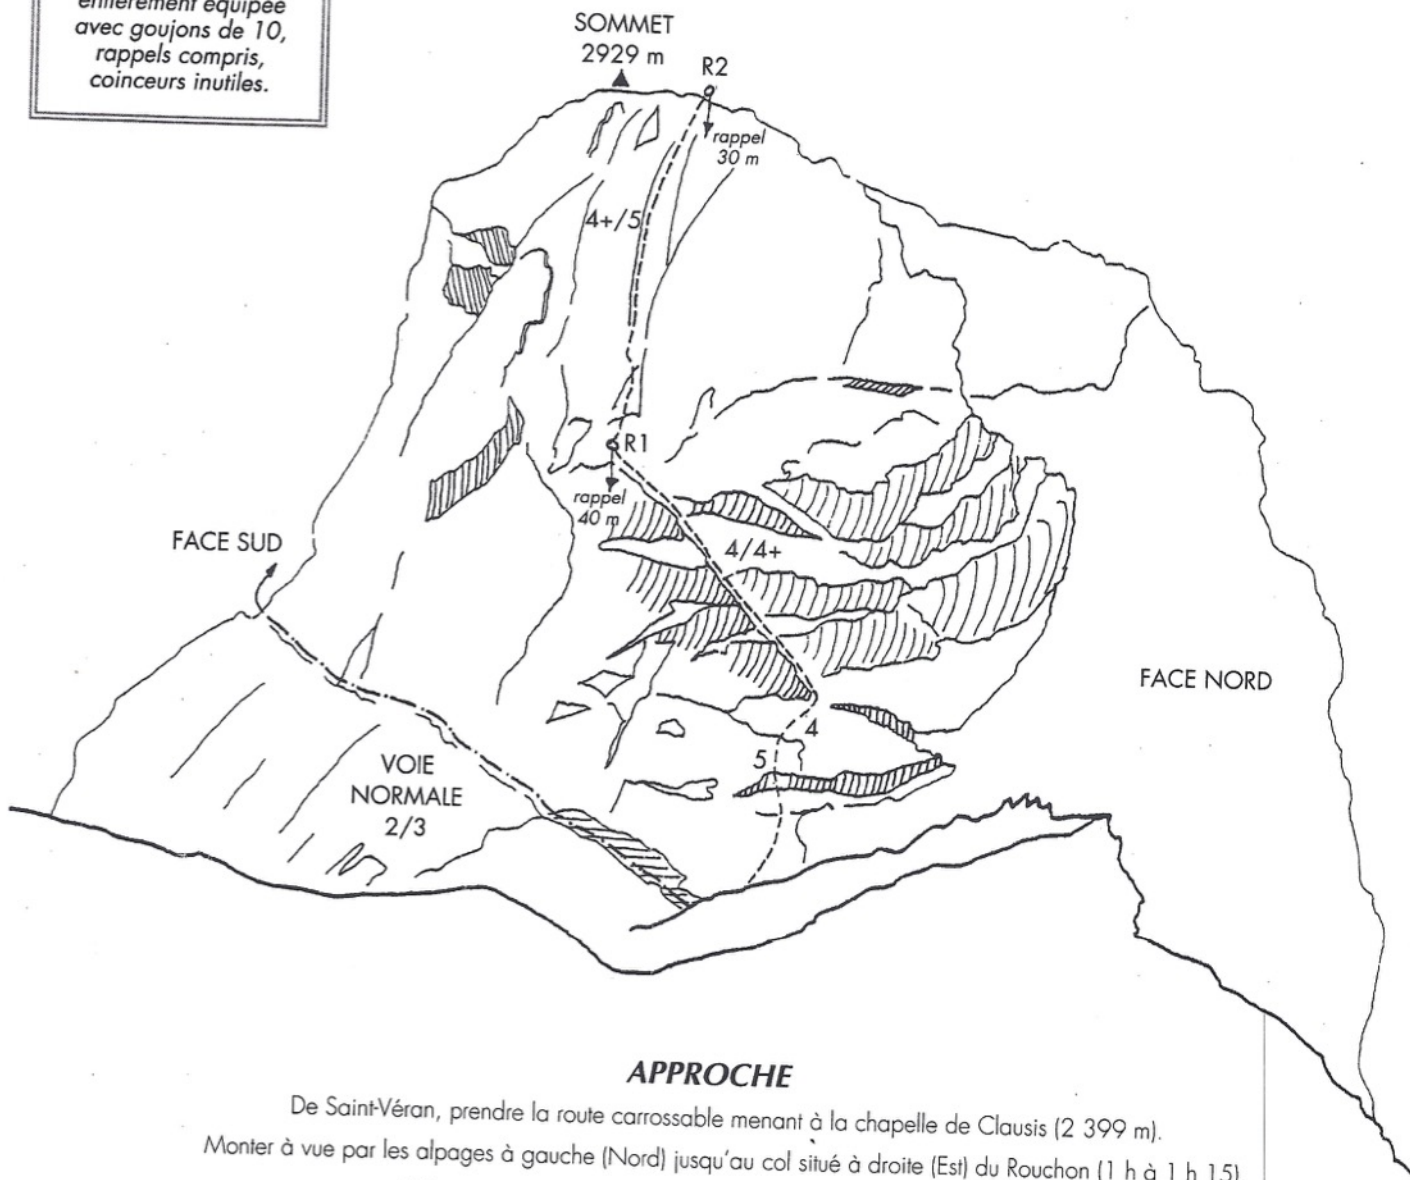 entièrement équipée
avec goujons de 10,
rappels compris,
coinceurs inutiles.
SOMMET
2929 m
R2
rappel
30 m
4+/5
R1
rappel
40 m
FACE SUD
4/4+
FACE NORD
4
5
VOIE
NORMALE
2/3
APPROCHE
De Saint-Véran, prendre la route carrossable menant à la chapelle de Clausis (2 399 m).
Monter à vue par les alpages à gauche (Nord) jusqu'au col situé à droite (Est) du Rouchon (1 h à 1 h 15)